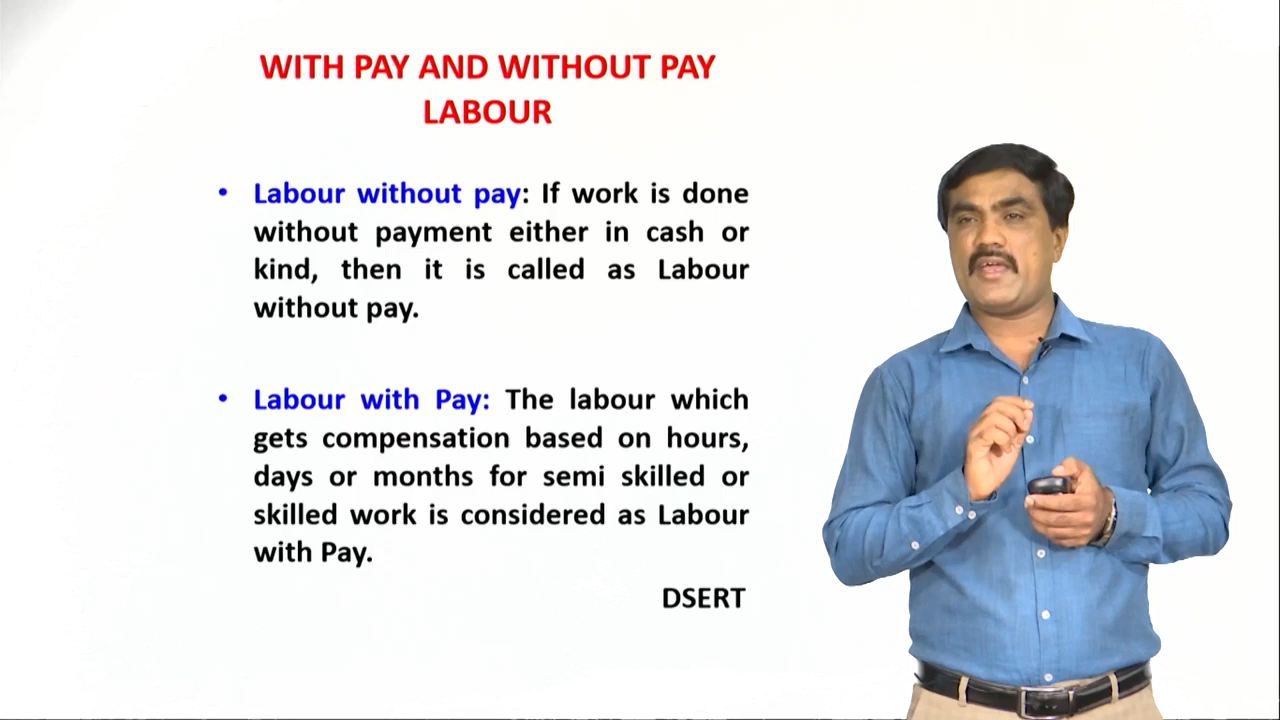 WITH PAY AND WITHOUT PAY
LABOUR
• Labour without pay: If work is done
without payment either in cash or
kind, then it is called as Labour
without pay.
• Labour with Pay: The labour which
gets compensation based on hours,
days or months for semi skilled or
skilled work is considered as Labour
with Pay.
DSERT